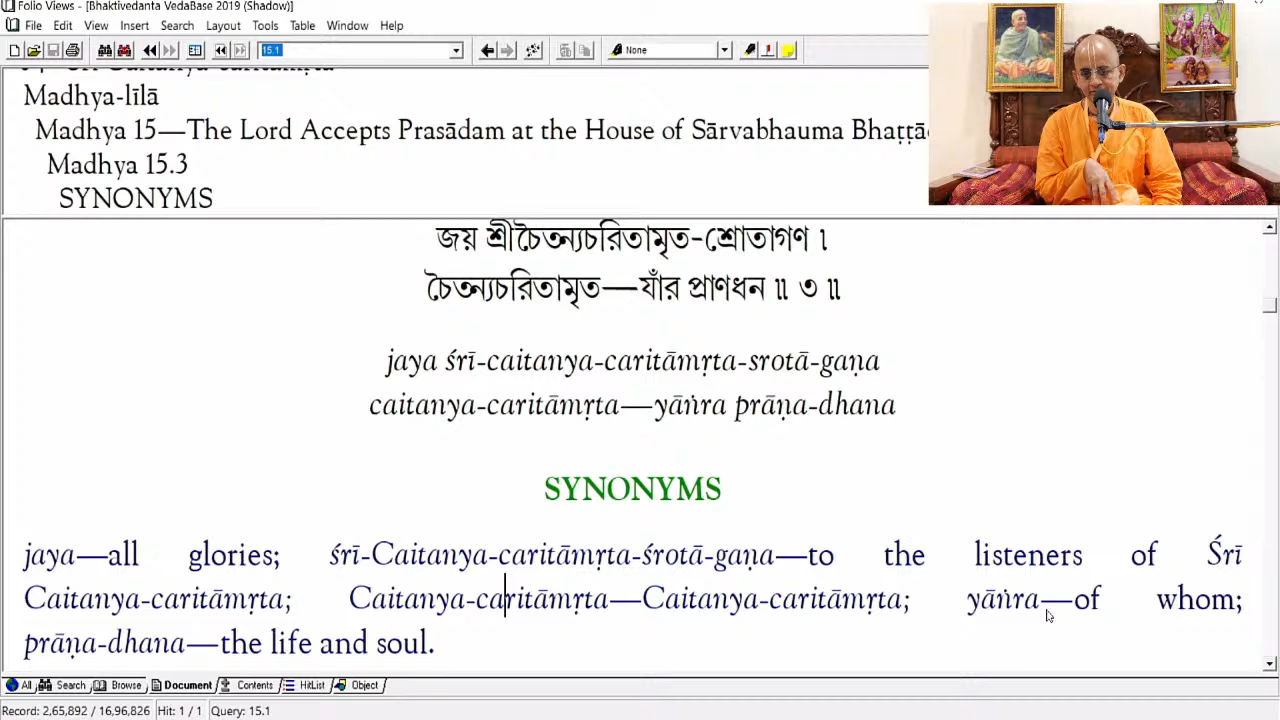 Folio Views - [Bhaktivedanta VedaBase 2019 (Shadow)]
File Edit View Insert Search Layout Tools Table Window Help
15.1 None
Madhya-līlā
Madhya 15—The Lord Accepts Prasādam at the House of Sārvabhauma
Madhya 15.3
SYNONYMS
জয় শ্রীচৈতন্যচরিতামৃত-শ্রোতাগণ ৷
চৈতন্যচরিতামৃত—যাঁর প্রাণধন ৷৷ ৩ ৷৷
jaya śrī-caitanya-caritāmṛta-srotā-gaṇa
caitanya-caritāmṛta—yāṅra prāṇa-dhana
SYNONYMS
jaya—all glories; śrī-Caitanya-caritāmṛta-śrotā-gaṇa—to the listeners of Śrī
Caitanya-caritāmṛta; Caitanya-caritāmṛta—Caitanya-caritāmṛta; yāṅra—of whom;
prāṇa-dhana—the life and soul.
All Search Browse Document Contents HitList Object
Record: 2,65,892 / 16,96,826 Hit: 1 / 1 Query: 15.1